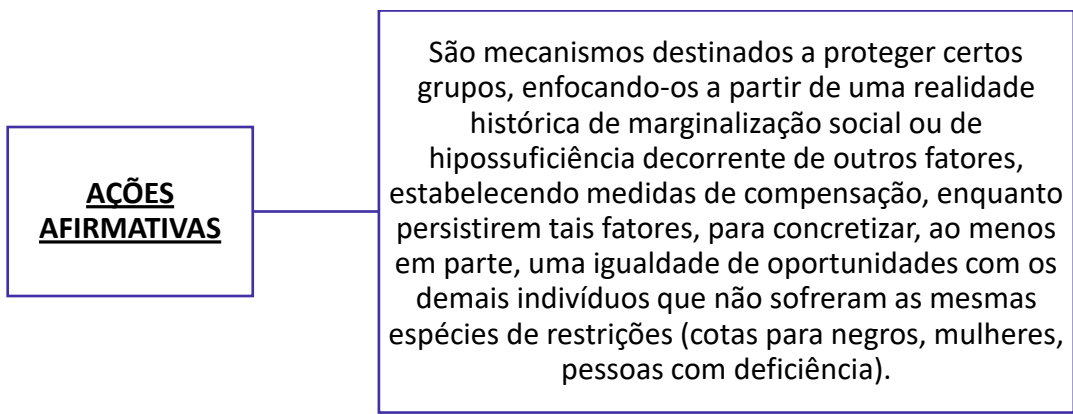 AÇÕES
AFIRMATIVAS
São mecanismos destinados a proteger certos
grupos, enfocando-os a partir de uma realidade
histórica de marginalização social ou de
hipossuficiência decorrente de outros fatores,
estabelecendo medidas de compensação, enquanto
persistirem tais fatores, para concretizar, ao menos
em parte, uma igualdade de oportunidades com os
demais indivíduos que não sofreram as mesmas
espécies de restrições (cotas para negros, mulheres,
pessoas com deficiência).